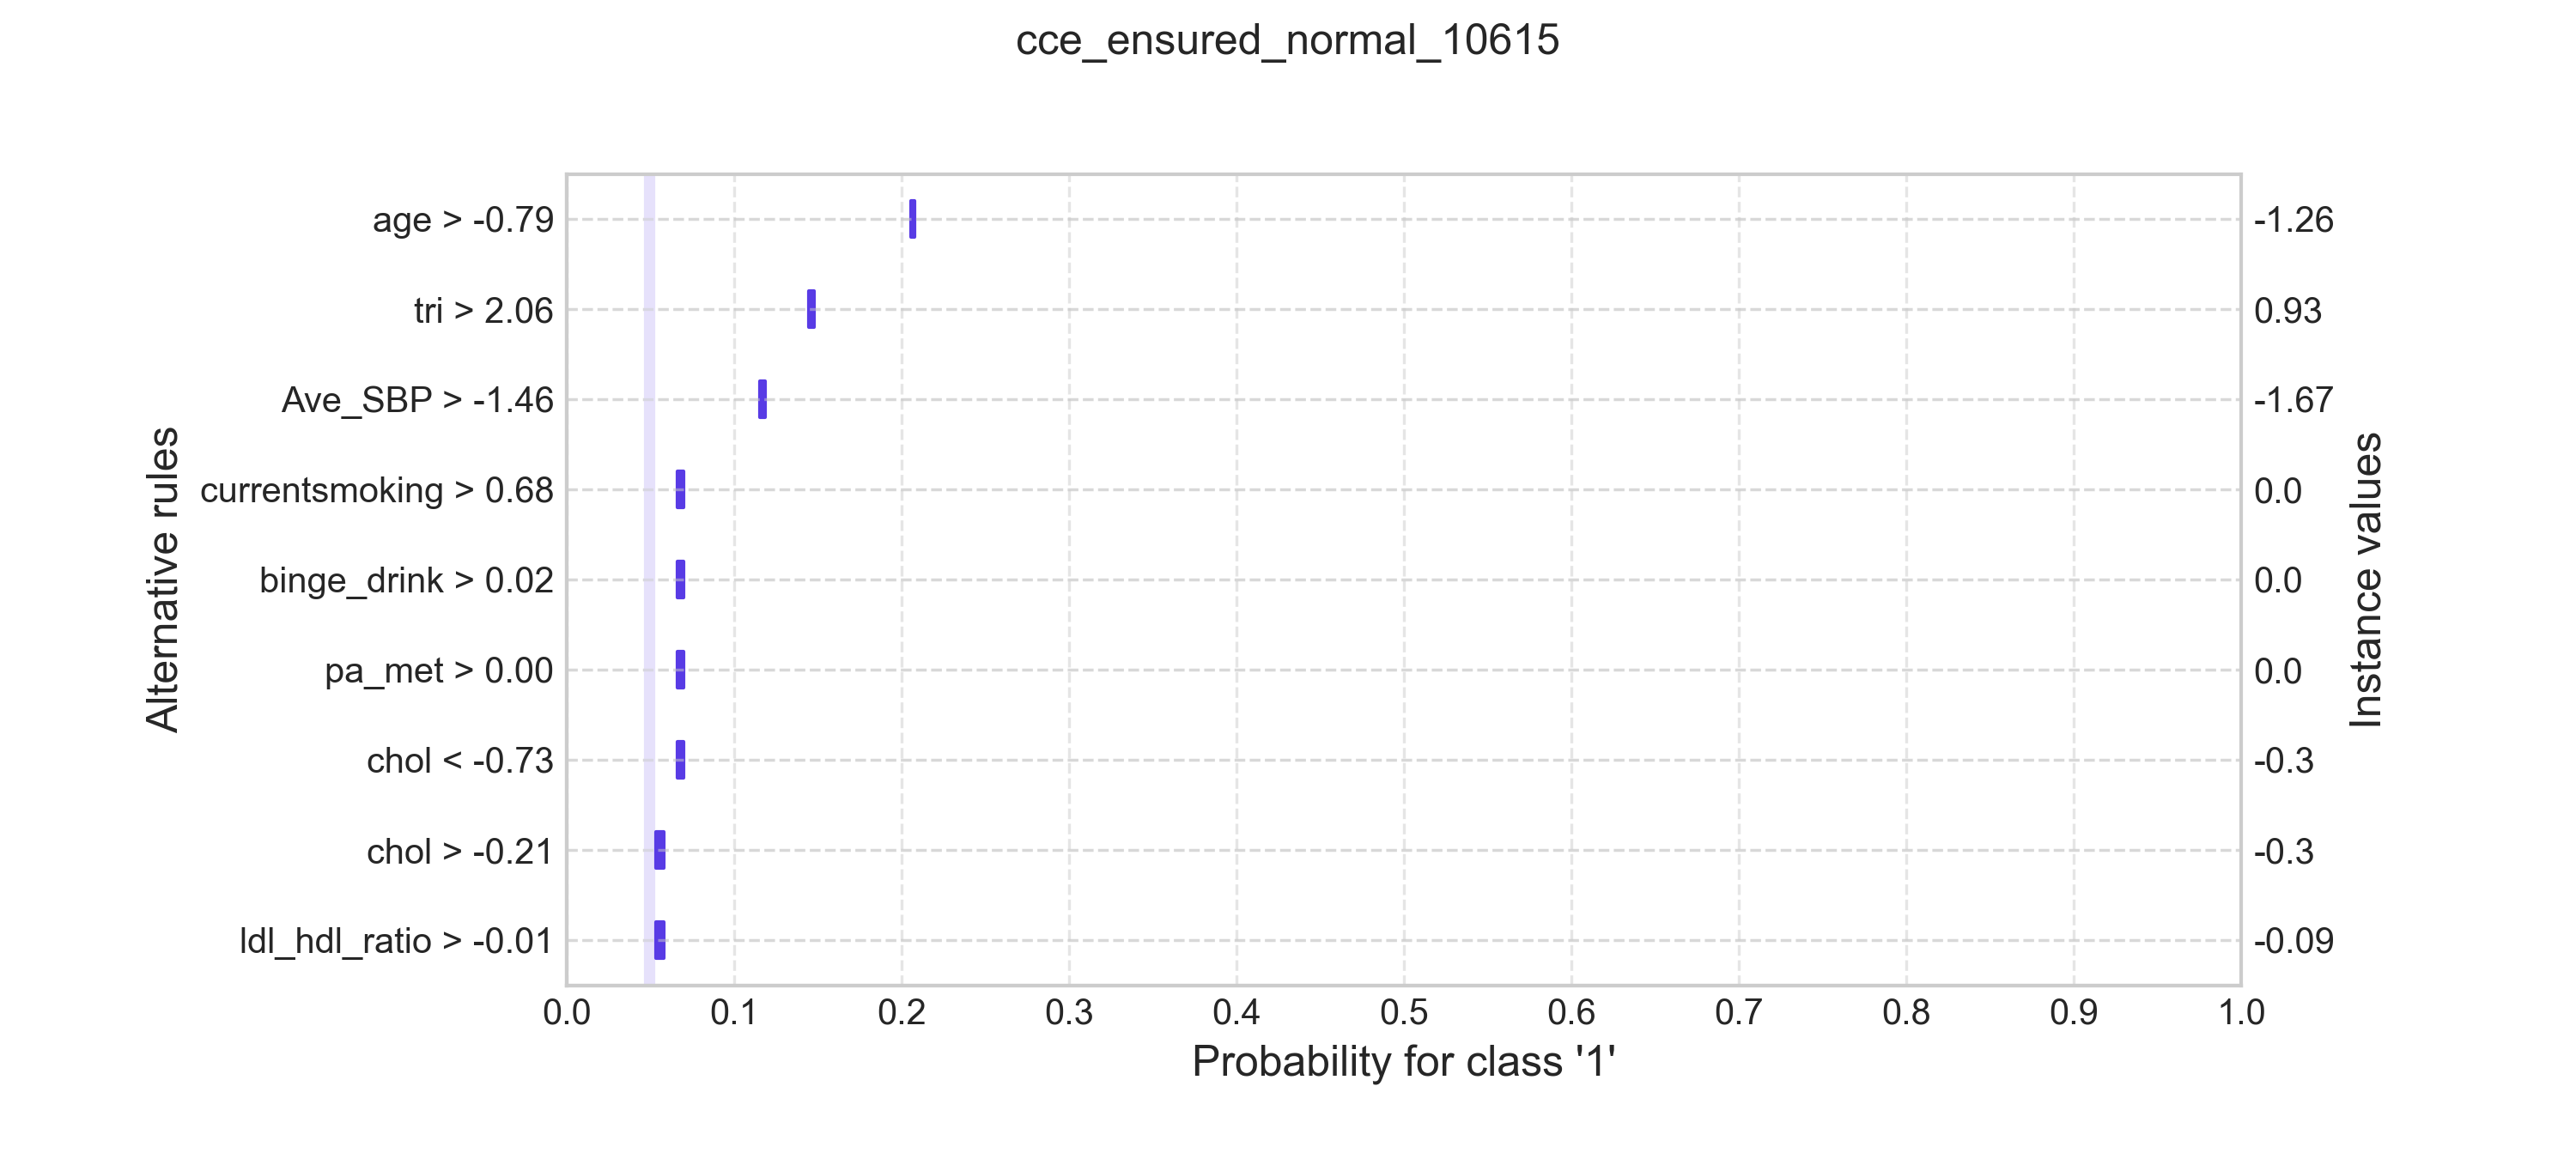 cce_ensured_normal_10615
age > -0.79
-1.26
tri > 2.06
0.93
Ave_SBP > -1.46
-1.67
currentsmoking > 0.68
0.0
binge_drink > 0.02
0.0
pa_met > 0.00
0.0
chol < -0.73
-0.3
chol > -0.21
-0.3
ldl_hdl_ratio > -0.01
-0.09
Alternative rules
Instance values
0.0 0.1 0.2 0.3 0.4 0.5 0.6 0.7 0.8 0.9 1.0
Probability for class '1'